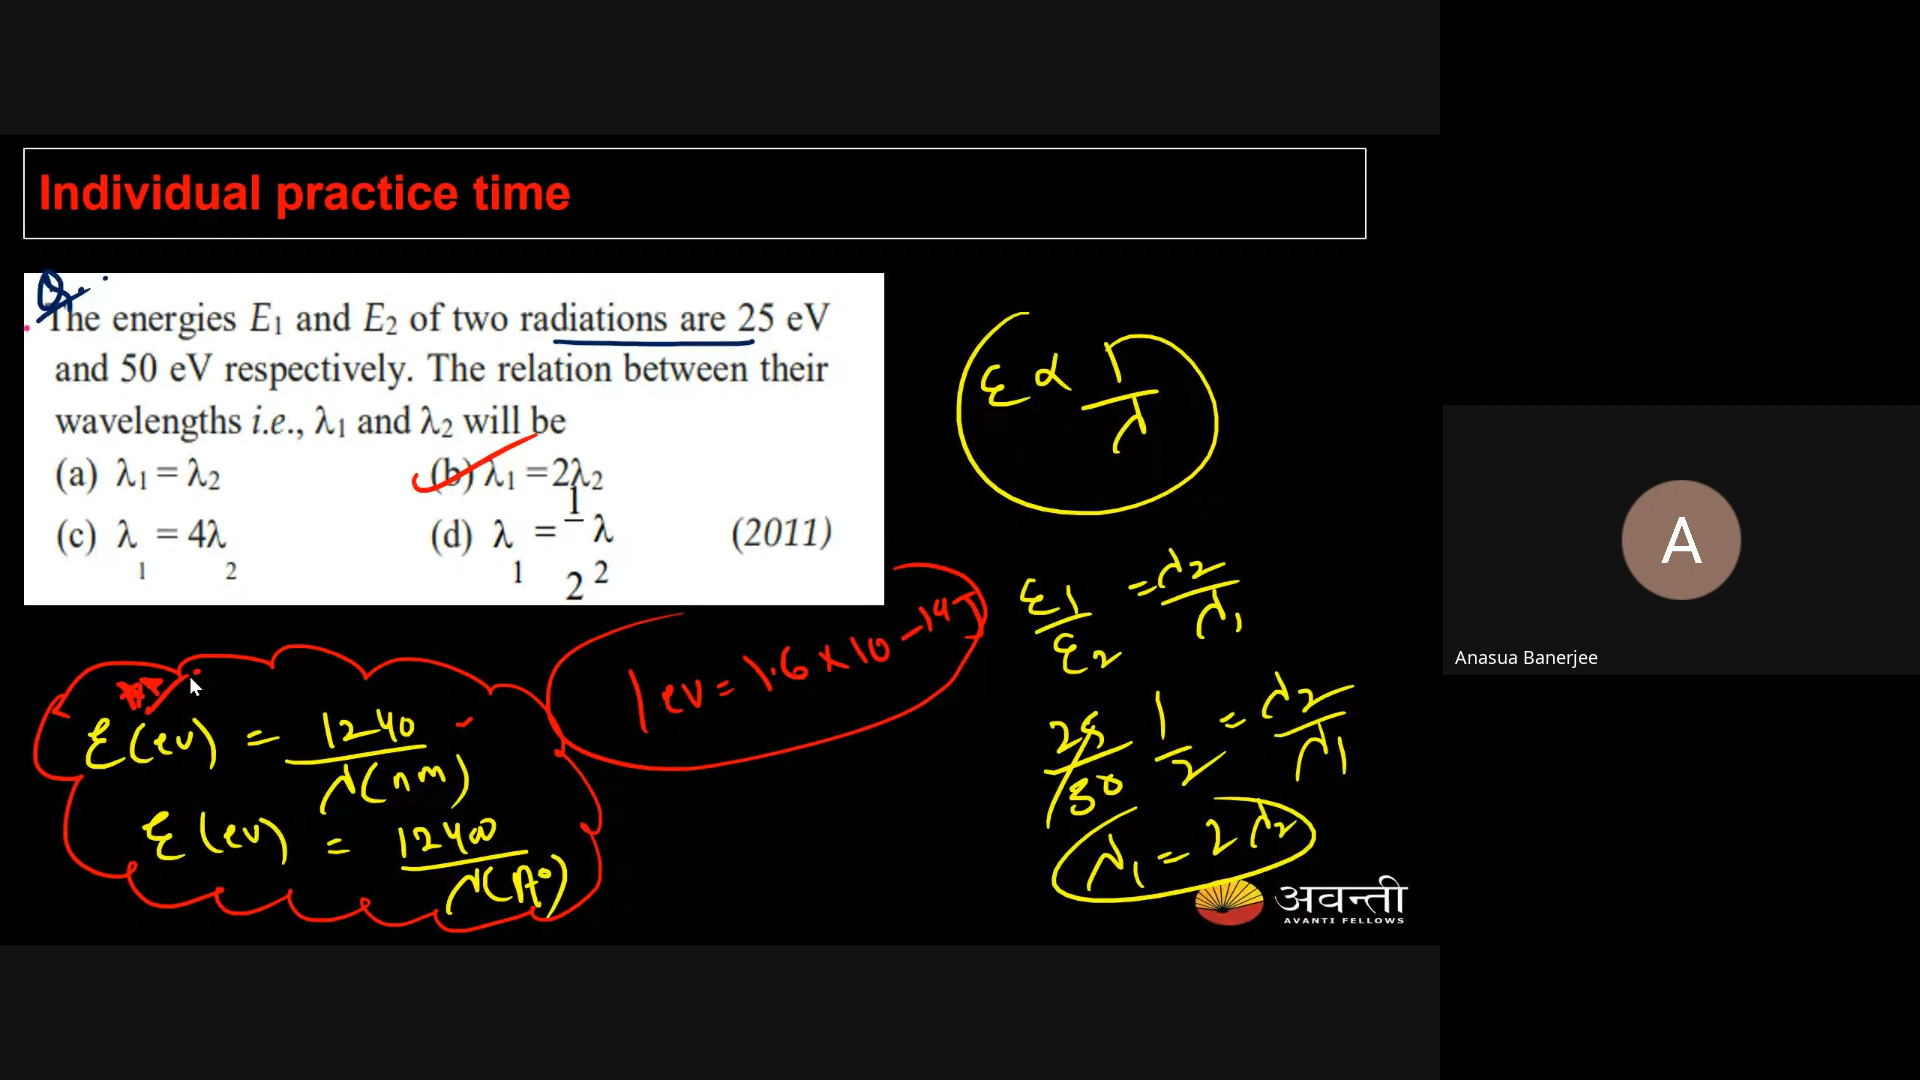 Individual practice time
Q.
The energies E1 and E2 of two radiations are 25 eV
and 50 eV respectively. The relation between their
wavelengths i.e., λ1 and λ2 will be
(a) λ1 = λ2 (b) λ1 =2λ2
(c) λ1 = 4λ2 (d) λ1 = 1/2 λ2 (2011)
E ∝ 1/λ
E1/E2 = λ2/λ1
25/50 1/2 = λ2/λ1
λ1 = 2λ2
1 ev = 1.6 × 10 -19 J
E(ev) = 1240/λ(nm)
E(ev) = 12400/λ(A°)
अवन्ती
AVANTI FELLOWS
A
Anasua Banerjee